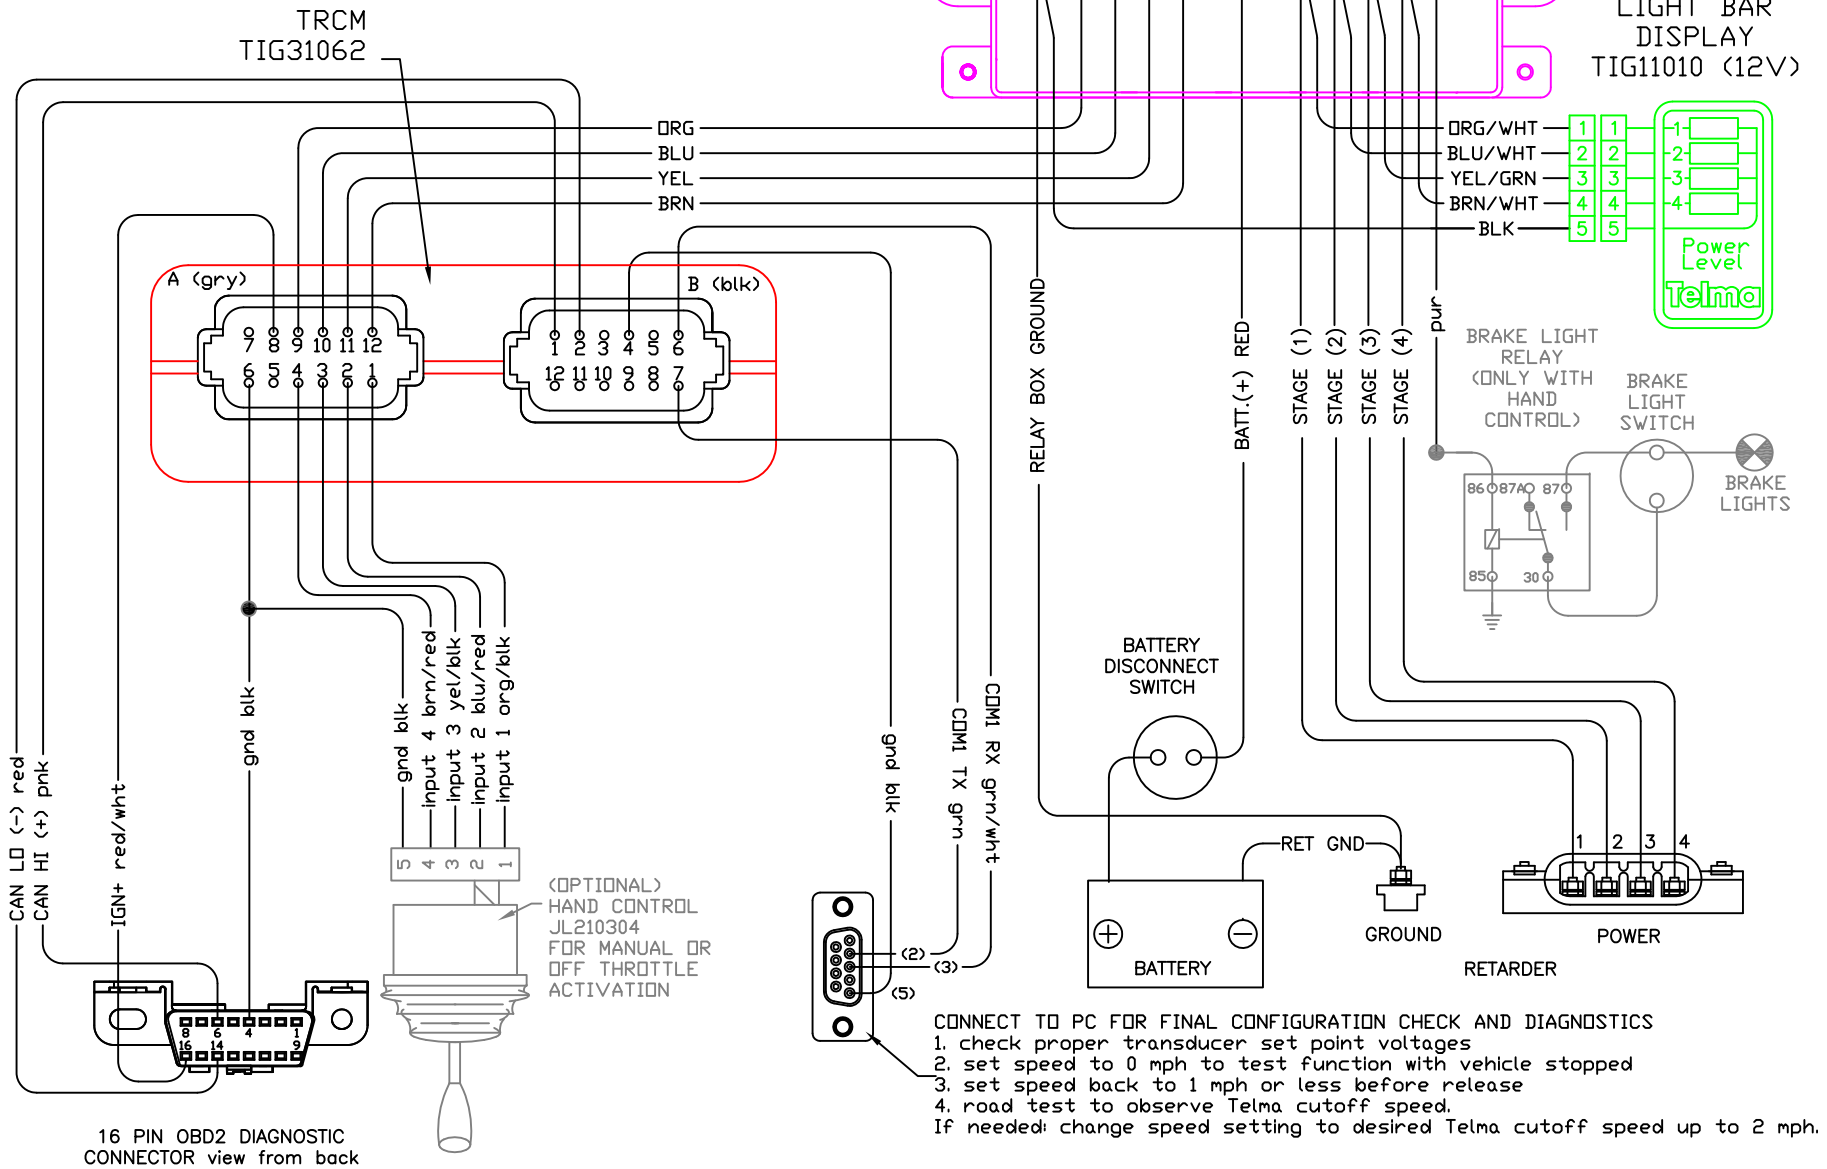 TRCM
TIG31062
LIGHT BAR
DISPLAY
TIG11010 (12V)
ORG
BLU
YEL
BRN
ORG/WHT
BLU/WHT
YEL/GRN
BRN/WHT
BLK
1 1
2 2
3 3
4 4
5 5
1
2
3
4
Power
Level
Telma
A (gry)
B (blk)
7 8 9 10 11 12
6 5 4 3 2 1
1 2 3 4 5 6
12 11 10 9 8 7
RELAY BOX GROUND
BATT.(+) RED
STAGE (1)
STAGE (2)
STAGE (3)
STAGE (4)
pur
BRAKE LIGHT
RELAY
(ONLY WITH
HAND
CONTROL)
BRAKE
LIGHT
SWITCH
BRAKE
LIGHTS
86 87A 87
85 30
BATTERY
DISCONNECT
SWITCH
CAN LO (-) red
CAN HI (+) pnk
IGN+ red/wht
gnd blk
gnd blk
input 4 brn/red
input 3 yel/blk
input 2 blu/red
input 1 org/blk
gnd blk
COM1 TX grn
COM1 RX grn/wht
5 4 3 2 1
(OPTIONAL)
HAND CONTROL
JL210304
FOR MANUAL OR
OFF THROTTLE
ACTIVATION
(2)
(3)
(5)
RET GND
BATTERY
GROUND
1 2 3 4
POWER
RETARDER
8 6 4 1
16 14 9
16 PIN OBD2 DIAGNOSTIC
CONNECTOR view from back
CONNECT TO PC FOR FINAL CONFIGURATION CHECK AND DIAGNOSTICS
1. check proper transducer set point voltages
2. set speed to 0 mph to test function with vehicle stopped
3. set speed back to 1 mph or less before release
4. road test to observe Telma cutoff speed.
If needed: change speed setting to desired Telma cutoff speed up to 2 mph.